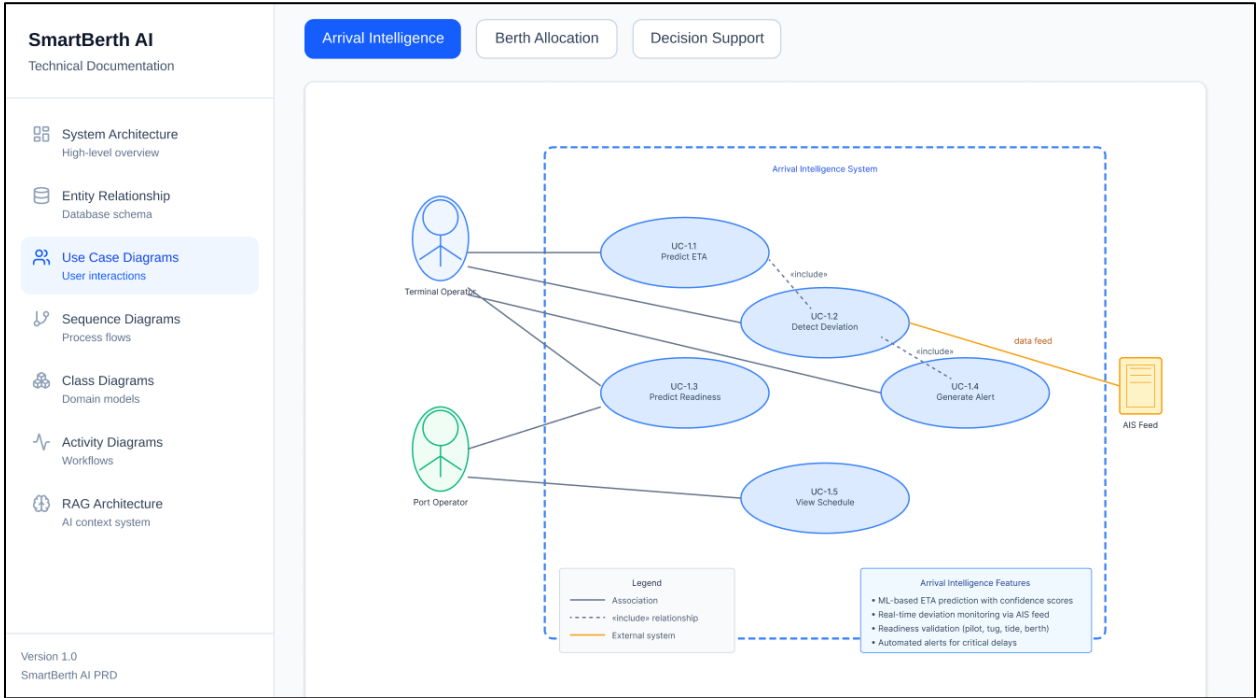 SmartBerth AI
Technical Documentation
System Architecture
High-level overview
Entity Relationship
Database schema
Use Case Diagrams
User interactions
Sequence Diagrams
Process flows
Class Diagrams
Domain models
Activity Diagrams
Workflows
RAG Architecture
AI context system
Version 1.0
SmartBerth AI PRD
Arrival Intelligence
Berth Allocation
Decision Support
Arrival Intelligence System
Terminal Operator
UC-1.1
Predict ETA
«include»
UC-1.2
Detect Deviation
data feed
«include»
UC-1.3
Predict Readiness
UC-1.4
Generate Alert
AIS Feed
Port Operator
UC-1.5
View Schedule
Legend
Association
«include» relationship
External system
Arrival Intelligence Features
• ML-based ETA prediction with confidence scores
• Real-time deviation monitoring via AIS feed
• Readiness validation (pilot, tug, tide, berth)
• Automated alerts for critical delays